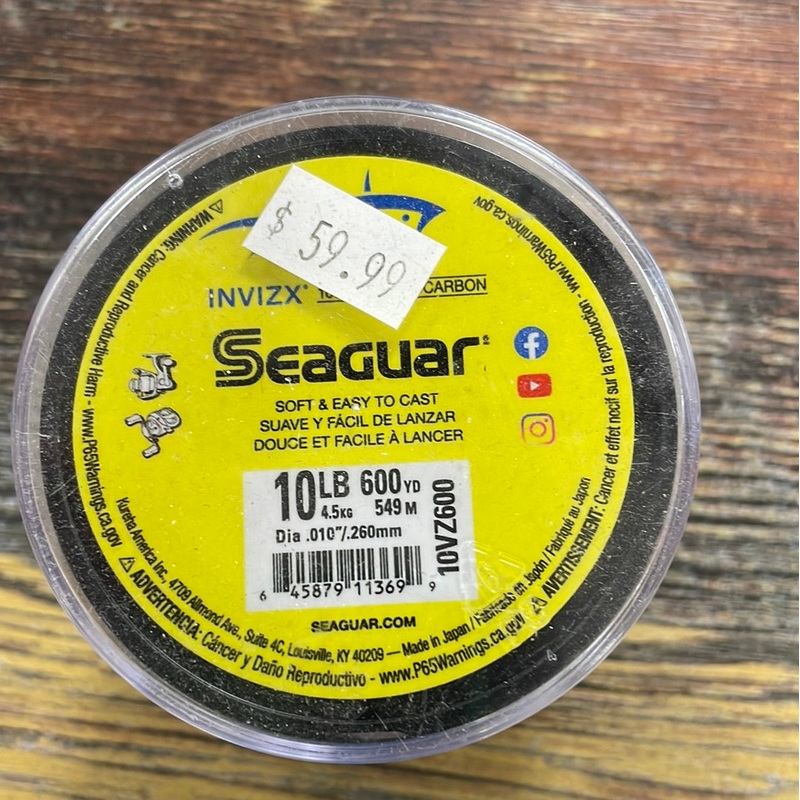 $ 59.99
INVIZX® CARBON
SEAGUAR®
SOFT & EASY TO CAST
SUAVE Y FÁCIL DE LANZAR
DOUCE ET FACILE À LANCER
10LB 600YD
4.5KG 549 M
Dia .010"/.260mm
10VZ600
6 45879 11369 9
SEAGUAR.COM
Kureha America Inc., 4709 Allmond Ave., Suite 4C, Louisville, KY 40209 — Made in Japan / Fabricado en Japón / Fabriqué au Japon
⚠ WARNING: Cancer and Reproductive Harm - www.P65Warnings.ca.gov
⚠ ADVERTENCIA: Cáncer y Daño Reproductivo - www.P65Warnings.ca.gov
AVERTISSEMENT: Cancer et effet nocif sur la reproduction - www.P65Warnings.ca.gov